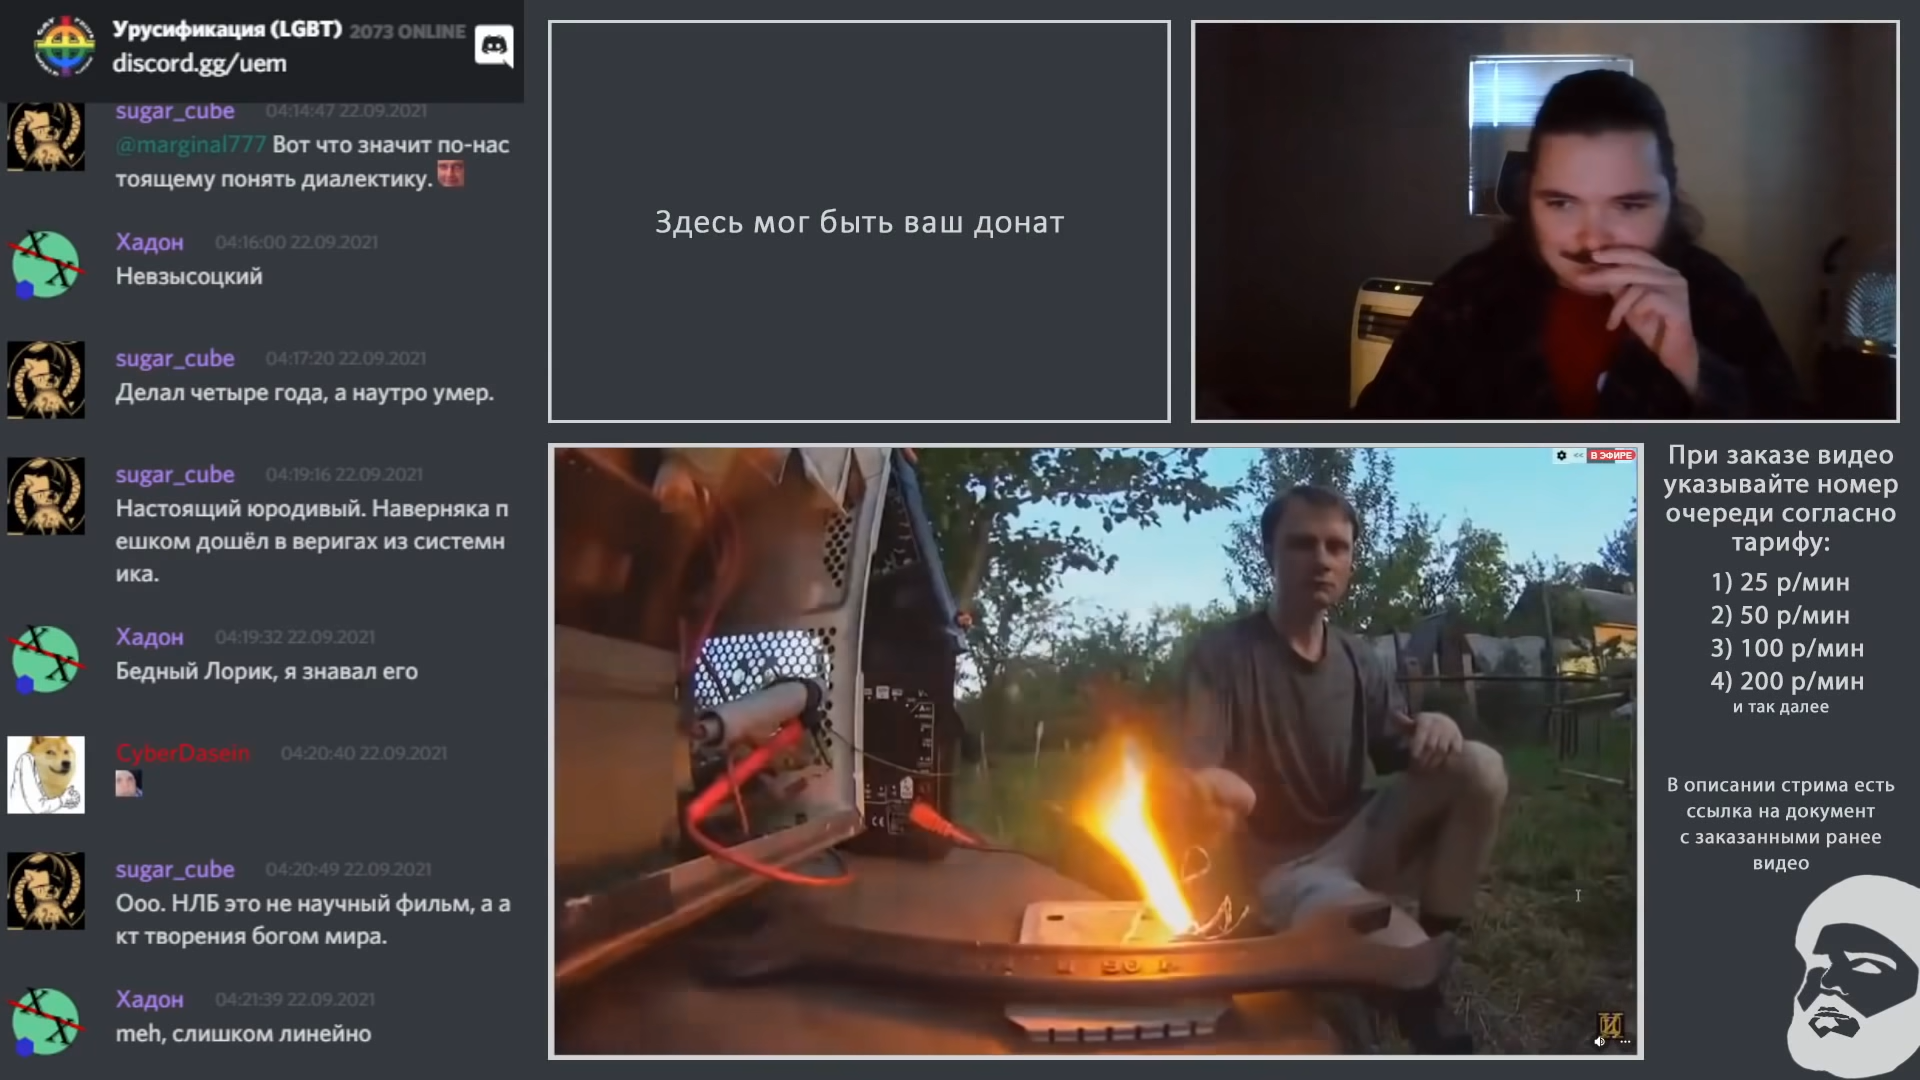 Урусификация (LGBT) 2073 ONLINE
discord.gg/uem
sugar_cube 04:14:47 22.09.2021
@marginal777 Вот что значит по-нас
тоящему понять диалектику.
Хадон 04:16:00 22.09.2021
Невзысоцкий
sugar_cube 04:17:20 22.09.2021
Делал четыре года, а наутро умер.
sugar_cube 04:19:16 22.09.2021
Настоящий юродивый. Наверняка п
ешком дошёл в веригах из системн
ика.
Хадон 04:19:32 22.09.2021
Бедный Лорик, я знавал его
CyberDasein 04:20:40 22.09.2021
sugar_cube 04:20:49 22.09.2021
Ооо. НЛБ это не научный фильм, а а
кт творения богом мира.
Хадон 04:21:39 22.09.2021
meh, слишком линейно
Здесь мог быть ваш донат
<< В ЭФИРЕ
При заказе видео
указывайте номер
очереди согласно
тарифу:
1) 25 р/мин
2) 50 р/мин
3) 100 р/мин
4) 200 р/мин
и так далее
В описании стрима есть
ссылка на документ
с заказанными ранее
видео